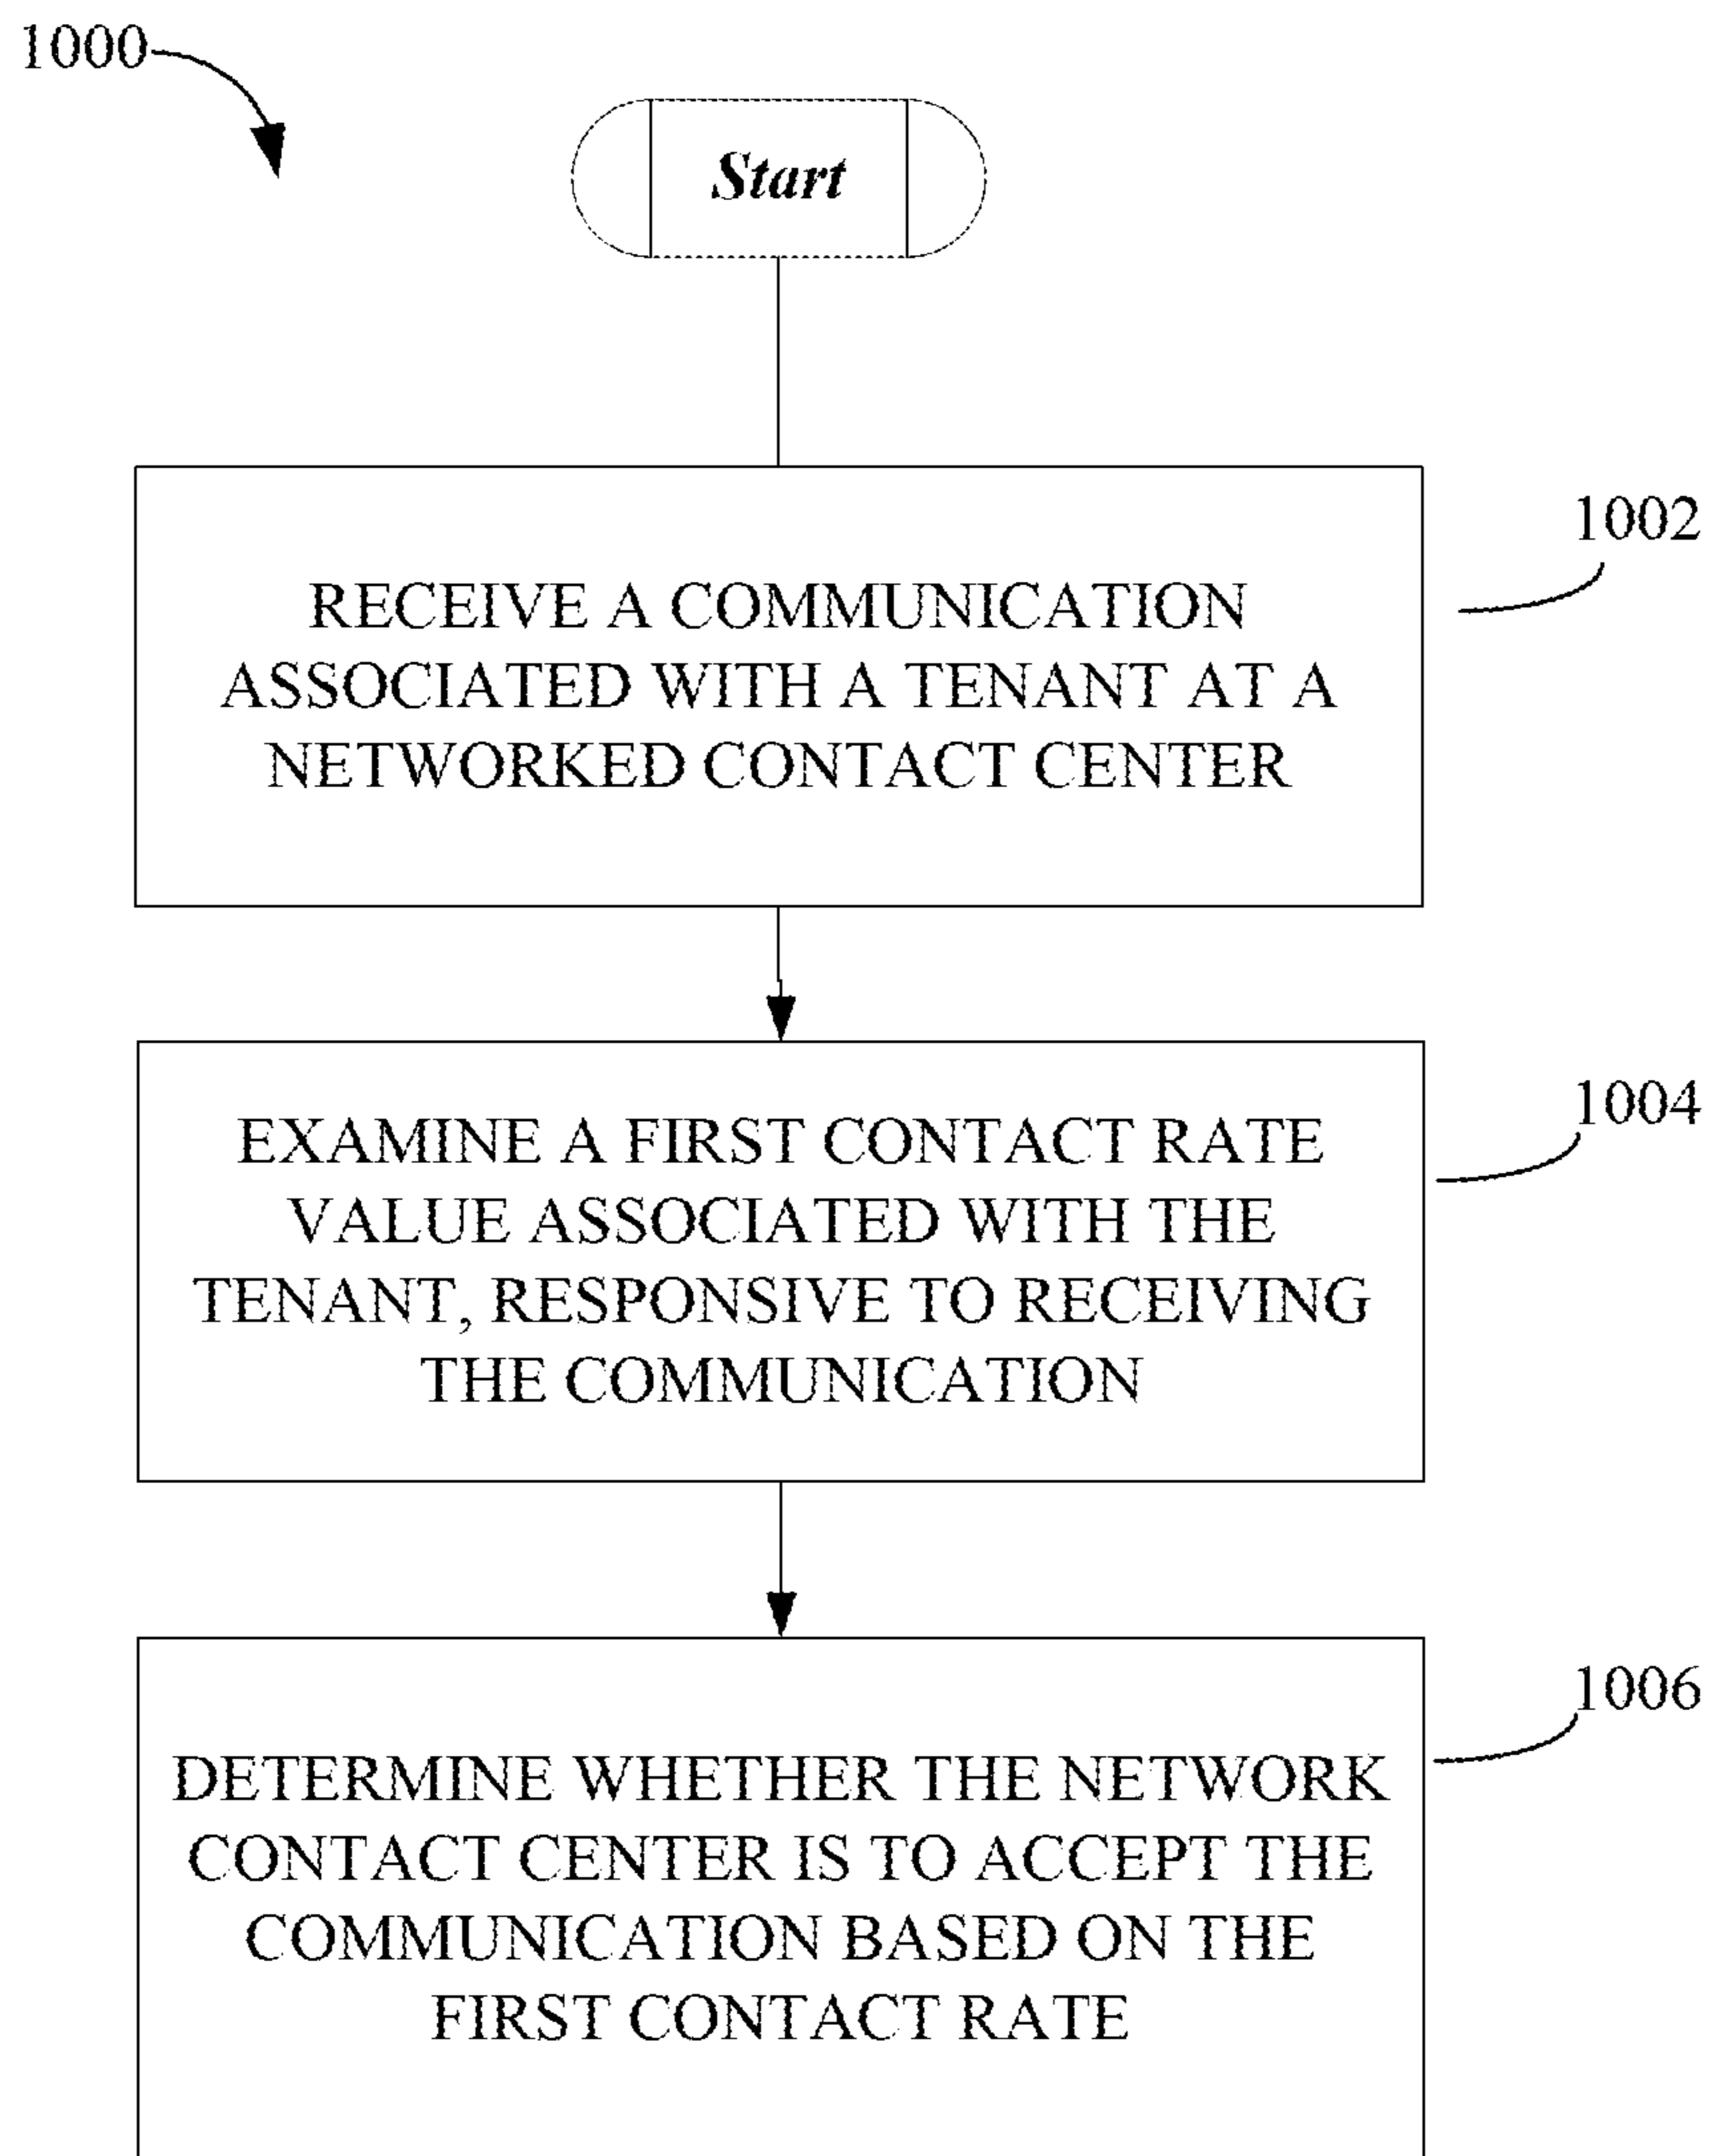 1000
Start
1002
RECEIVE A COMMUNICATION
ASSOCIATED WITH A TENANT AT A
NETWORKED CONTACT CENTER
1004
EXAMINE A FIRST CONTACT RATE
VALUE ASSOCIATED WITH THE
TENANT, RESPONSIVE TO RECEIVING
THE COMMUNICATION
1006
DETERMINE WHETHER THE NETWORK
CONTACT CENTER IS TO ACCEPT THE
COMMUNICATION BASED ON THE
FIRST CONTACT RATE